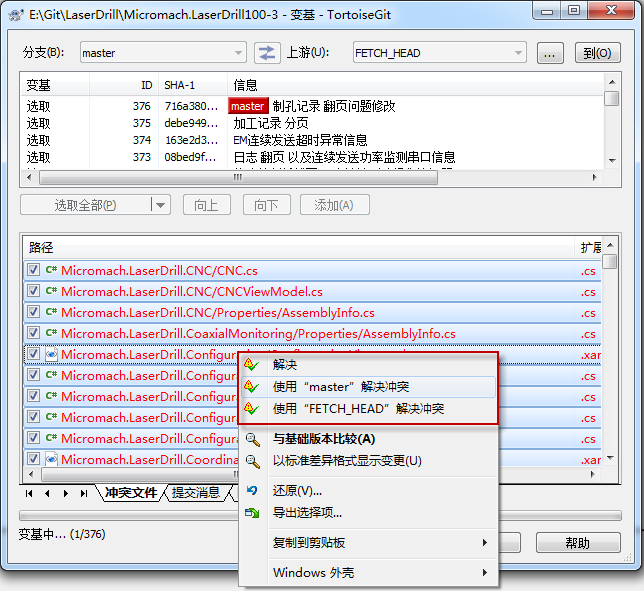 E:\Git\LaserDrill\Micromach.LaserDrill100-3 - 变基 - TortoiseGit
分支(B): master 上游(U): FETCH_HEAD ... 到(O)
变基 ID SHA-1 信息
选取 376 716a380... master 制孔记录 翻页问题修改
选取 375 debe949... 加工记录 分页
选取 374 163e2d3... EM连续发送超时异常信息
选取 373 08bed9f... 日志 翻页 以及连续发送功率监测串口信息
选取全部(P) 向上 向下 添加(A)
路径 扩展
C# Micromach.LaserDrill.CNC/CNC.cs .cs
C# Micromach.LaserDrill.CNC/CNCViewModel.cs .cs
C# Micromach.LaserDrill.CNC/Properties/AssemblyInfo.cs .cs
C# Micromach.LaserDrill.CoaxialMonitoring/Properties/AssemblyInfo.cs .cs
Micromach.LaserDrill.Configura .xar
C# Micromach.LaserDrill.Configura .cs
C# Micromach.LaserDrill.Configura .cs
C# Micromach.LaserDrill.Configura .cs
C# Micromach.LaserDrill.Configura .cs
Micromach.LaserDrill.Coordina .xar
解决
使用“master”解决冲突
使用“FETCH_HEAD”解决冲突
与基础版本比较(A)
以标准差异格式显示变更(U)
还原(V)...
导出选择项...
复制到剪贴板
Windows 外壳
冲突文件 提交消息
变基中... (1/376)
帮助